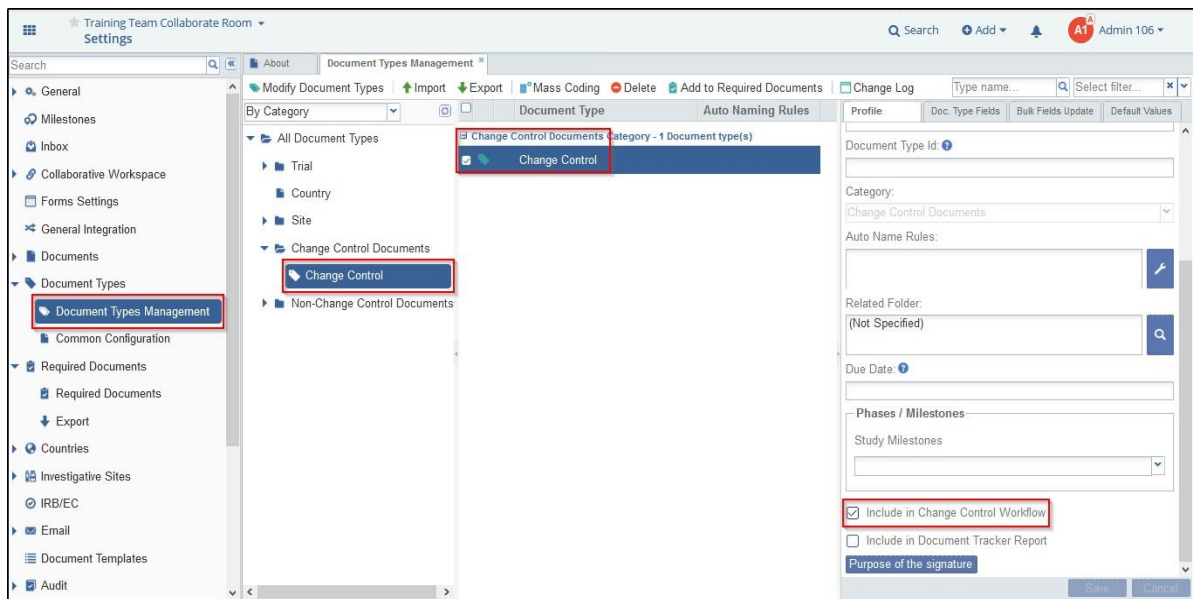 Training Team Collaborate Room
Settings
Search
Add
A
A1
Admin 106
Search
General
Milestones
Inbox
Collaborative Workspace
Forms Settings
General Integration
Documents
Document Types
Document Types Management
Common Configuration
Required Documents
Required Documents
Export
Countries
Investigative Sites
IRB/EC
Email
Document Templates
Audit
About
Document Types Management
Modify Document Types
Import
Export
Mass Coding
Delete
Add to Required Documents
Change Log
Type name...
Select filter...
By Category
All Document Types
Trial
Country
Site
Change Control Documents
Change Control
Non-Change Control Documents
Document Type
Auto Naming Rules
Change Control Documents Category - 1 Document type(s)
Change Control
Profile
Doc. Type Fields
Bulk Fields Update
Default Values
Document Type Id:
Category:
Change Control Documents
Auto Name Rules:
Related Folder:
(Not Specified)
Due Date:
Phases / Milestones
Study Milestones
Include in Change Control Workflow
Include in Document Tracker Report
Purpose of the signature
Save
Cancel